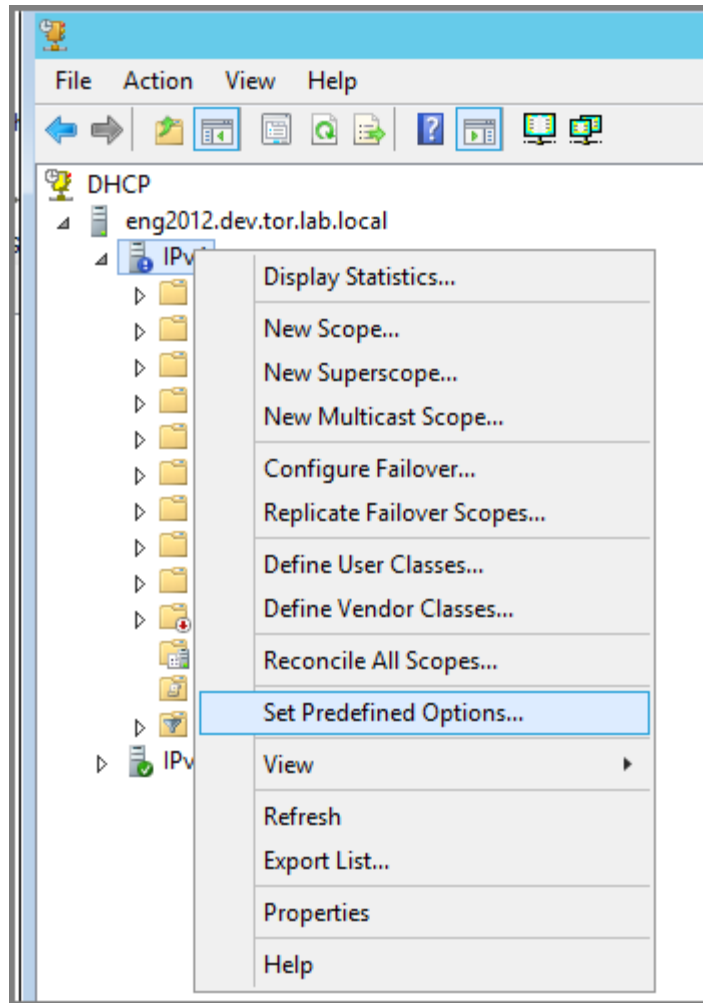 File Action View Help
DHCP
eng2012.dev.tor.lab.local
Display Statistics...
New Scope...
New Superscope...
New Multicast Scope...
Configure Failover...
Replicate Failover Scopes...
Define User Classes...
Define Vendor Classes...
Reconcile All Scopes...
Set Predefined Options...
IPv
View
Refresh
Export List...
Properties
Help